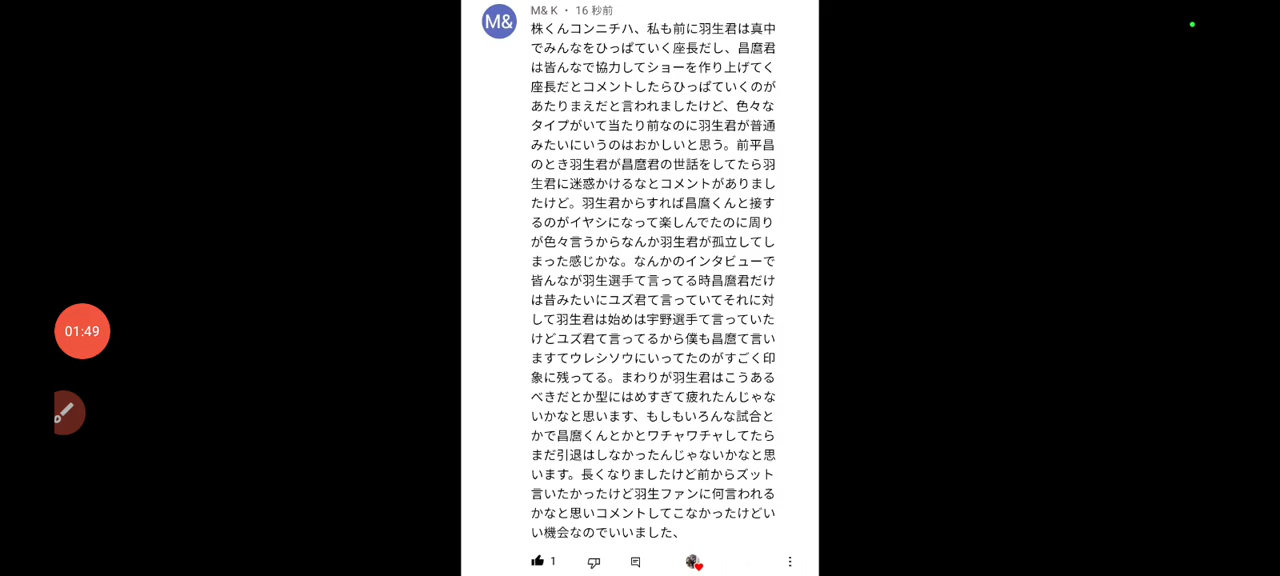 M& K ・ 16 秒前
M&
株くんコンニチハ、私も前に羽生君は真中
でみんなをひっぱていく座長だし、昌麿君
は皆んなで協力してショーを作り上げてく
座長だとコメントしたらひっぱていくのが
あたりまえだと言われましたけど、色々な
タイプがいて当たり前なのに羽生君が普通
みたいにいうのはおかしいと思う。前平昌
のとき羽生君が昌麿君の世話をしてたら羽
生君に迷惑かけるなとコメントがありまし
たけど。羽生君からすれば昌麿くんと接す
るのがイヤシになって楽しんでたのに周り
が色々言うからなんか羽生君が孤立してし
まった感じかな。なんかのインタビューで
皆んなが羽生選手て言ってる時昌麿君だけ
は昔みたいにユズ君て言っていてそれに対
して羽生君は始めは宇野選手て言っていた
けどユズ君て言ってるから僕も昌麿て言い
ますてウレシソウにいってたのがすごく印
象に残ってる。まわりが羽生君はこうある
べきだとか型にはめすぎて疲れたんじゃな
いかなと思います、もしもいろんな試合と
かで昌麿くんとかとワチャワチャしてたら
まだ引退はしなかったんじゃないかなと思
います。長くなりましたけど前からズット
言いたかったけど羽生ファンに何言われる
かなと思いコメントしてこなかったけどい
い機会なのでいいました、
1
01:49